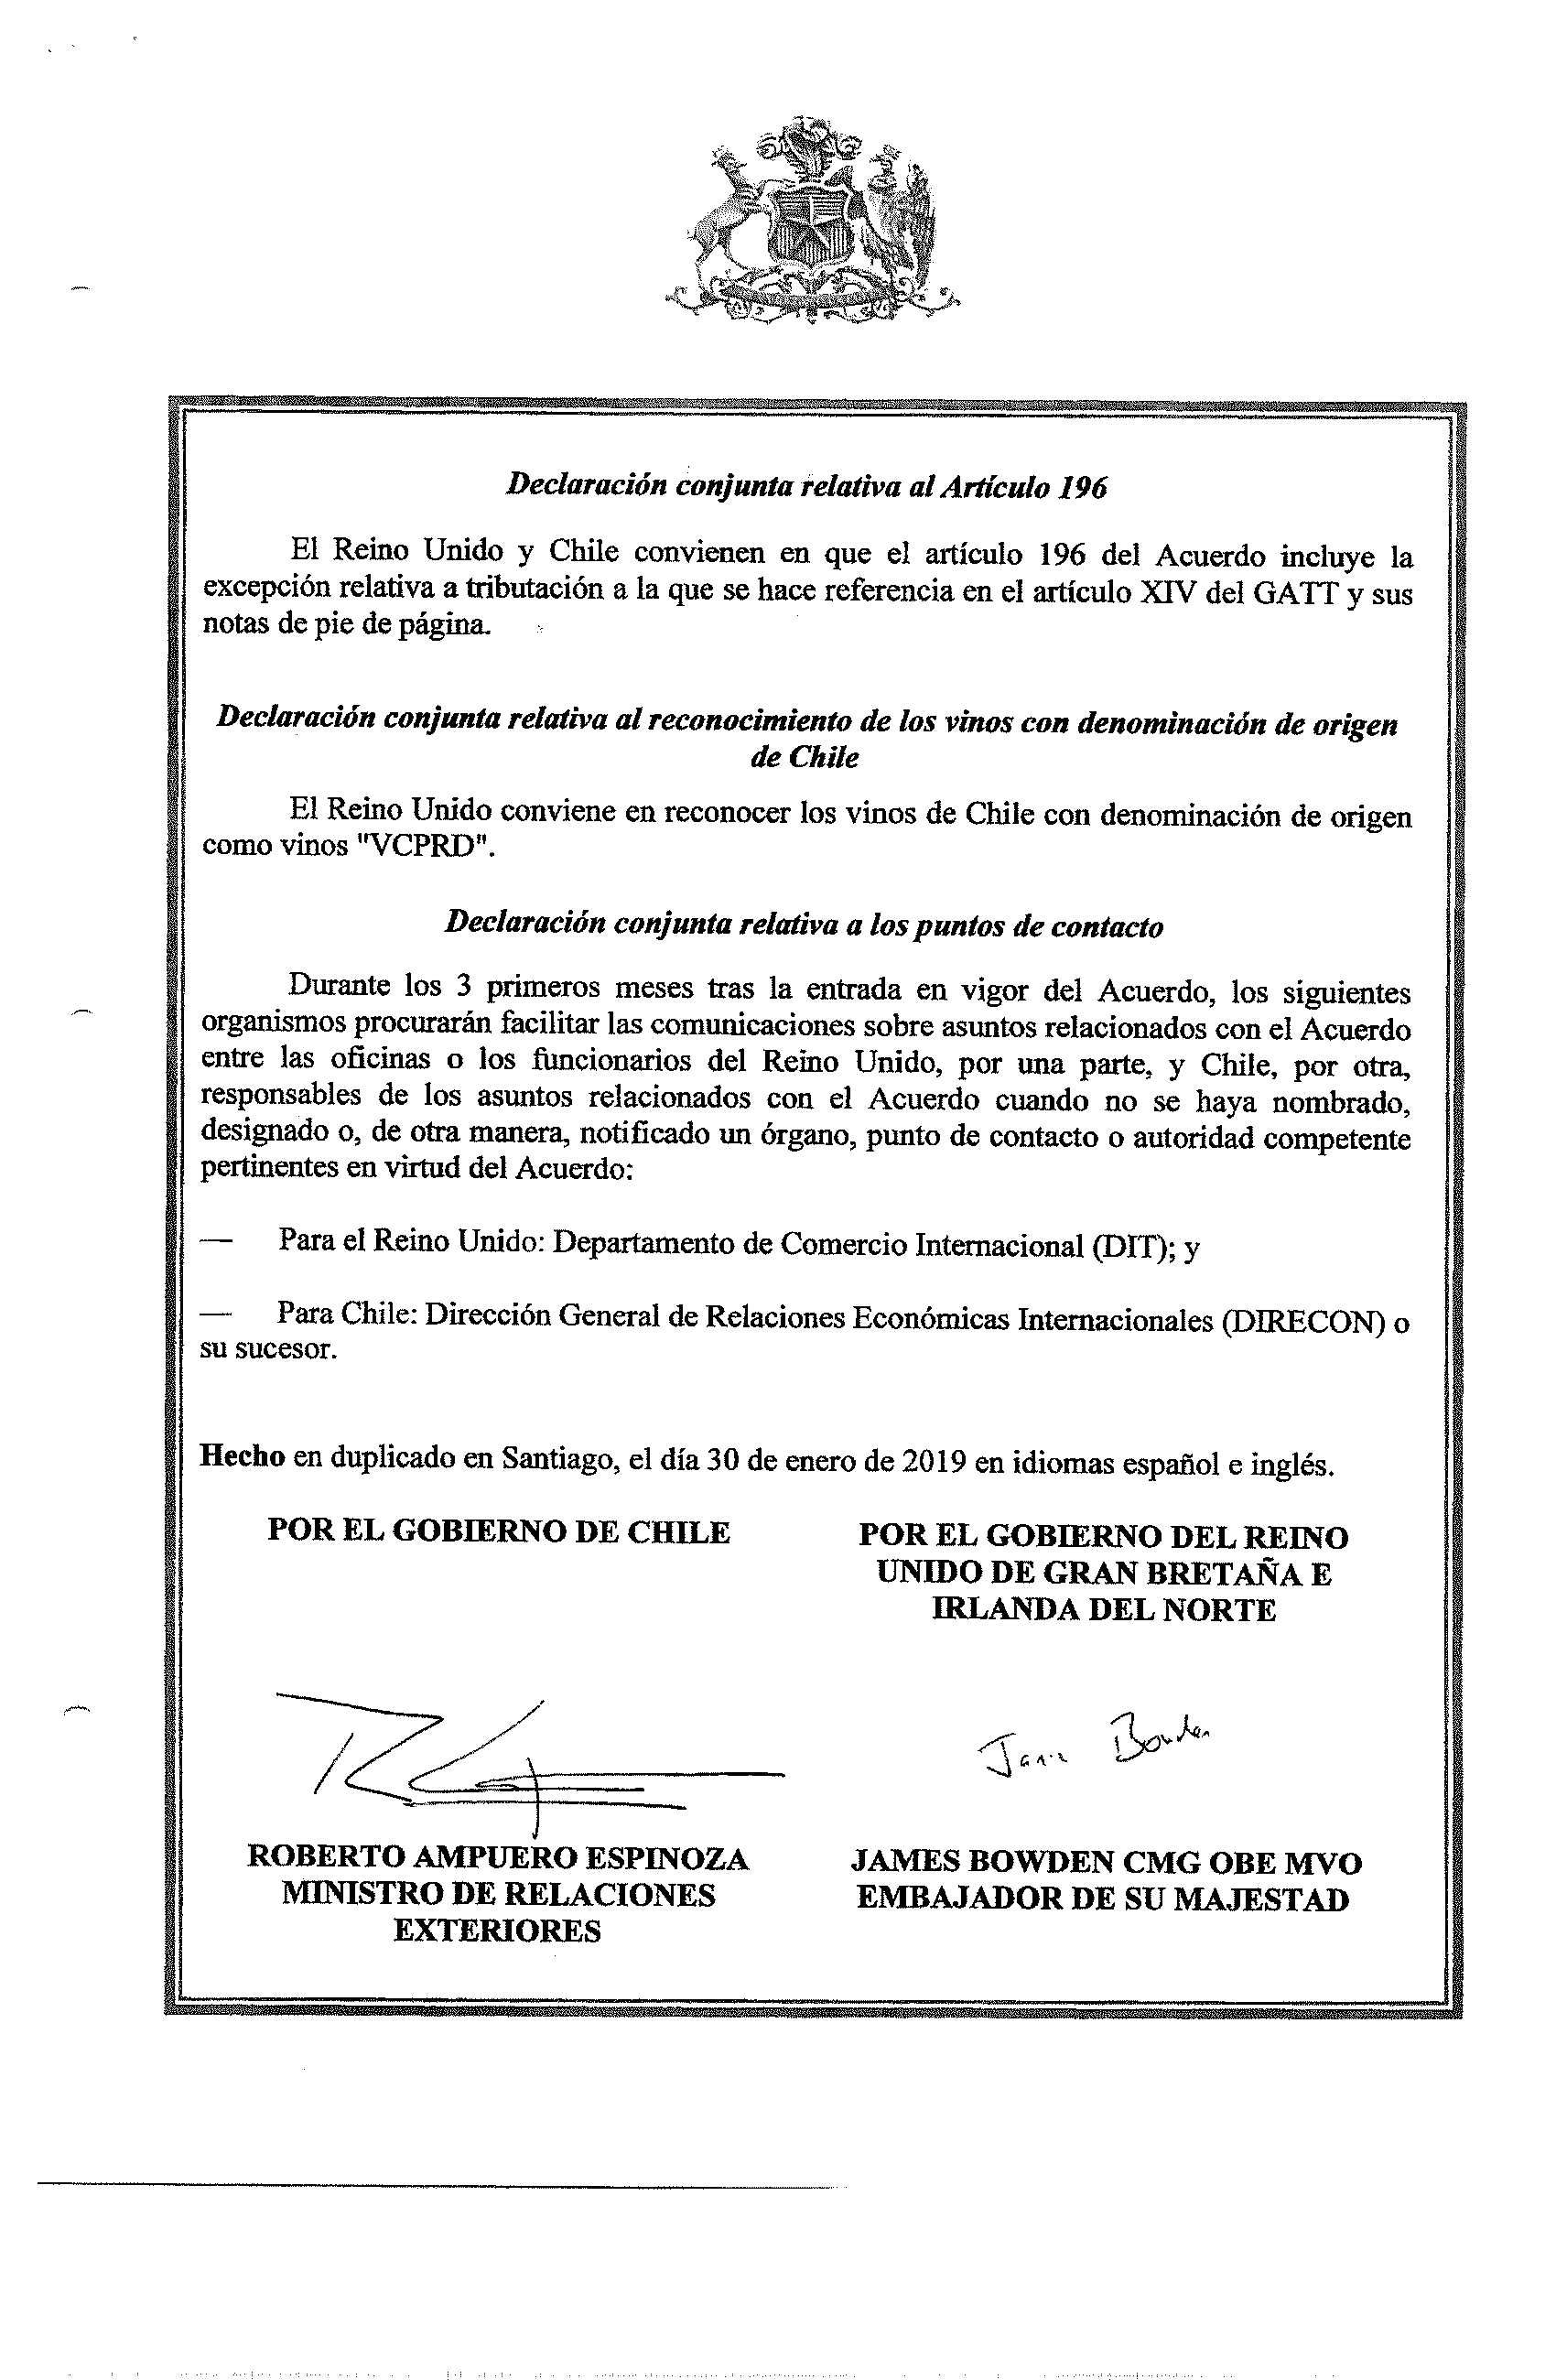 Declaración conjunta relativa al Artículo 196
El Reino Unido y Chile convienen en que el artículo 196 del Acuerdo incluye la
excepción relativa a tributación a la que se hace referencia en el artículo XIV del GATT y sus
notas de pie de página.
Declaración conjunta relativa al reconocimiento de los vinos con denominación de origen
de Chile
El Reino Unido conviene en reconocer los vinos de Chile con denominación de origen
como vinos "VCPRD".
Declaración conjunta relativa a los puntos de contacto
Durante los 3 primeros meses tras la entrada en vigor del Acuerdo, los siguientes
organismos procurarán facilitar las comunicaciones sobre asuntos relacionados con el Acuerdo
entre las oficinas o los funcionarios del Reino Unido, por una parte, y Chile, por otra,
responsables de los asuntos relacionados con el Acuerdo cuando no se haya nombrado,
designado o, de otra manera, notificado un órgano, punto de contacto o autoridad competente
pertinentes en virtud del Acuerdo:
— Para el Reino Unido: Departamento de Comercio Internacional (DIT); y
— Para Chile: Dirección General de Relaciones Económicas Internacionales (DIRECON) o
su sucesor.
Hecho en duplicado en Santiago, el día 30 de enero de 2019 en idiomas español e inglés.
POR EL GOBIERNO DE CHILE
POR EL GOBIERNO DEL REINO
UNIDO DE GRAN BRETAÑA E
IRLANDA DEL NORTE
Bowden
ROBERTO AMPUERO ESPINOZA
MINISTRO DE RELACIONES
EXTERIORES
JAMES BOWDEN CMG OBE MVO
EMBAJADOR DE SU MAJESTAD